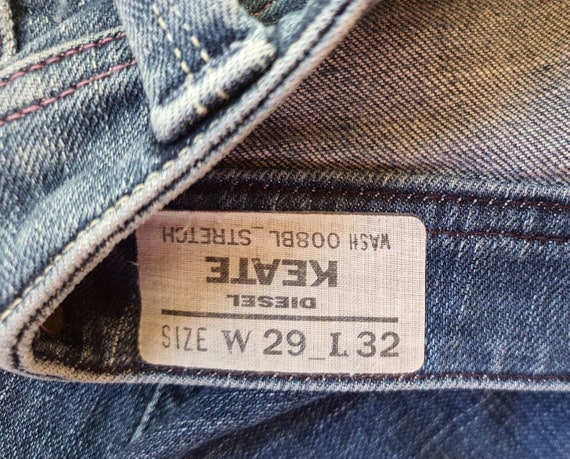 WASH 008BL_STRETCH
KEATE
DIESEL
SIZE W 29_L 32